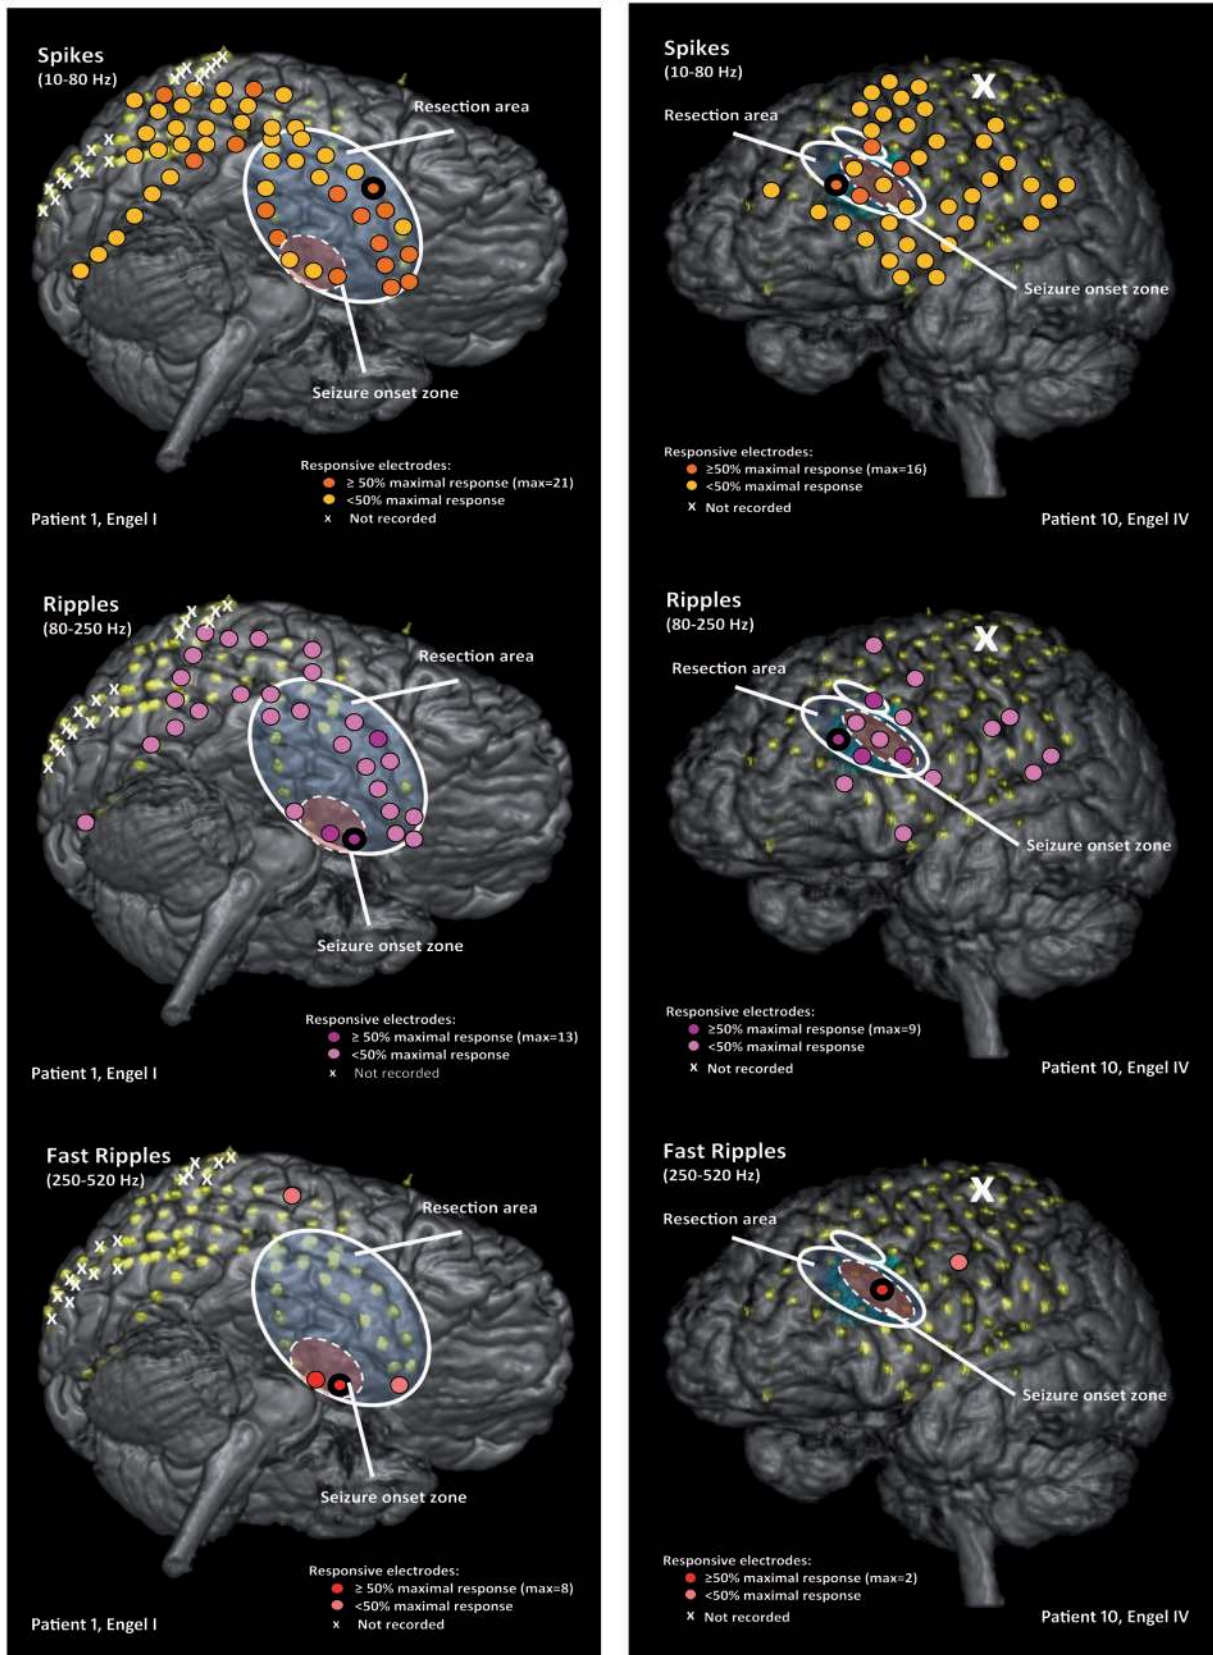 Spikes
(10-80 Hz)
Resection area
Seizure onset zone
Responsive electrodes:
≥ 50% maximal response (max=21)
<50% maximal response
x Not recorded
Patient 1, Engel I
Spikes
(10-80 Hz)
X
Resection area
Seizure onset zone
Responsive electrodes:
≥50% maximal response (max=16)
<50% maximal response
X Not recorded
Patient 10, Engel IV
Ripples
(80-250 Hz)
Resection area
Seizure onset zone
Responsive electrodes:
≥ 50% maximal response (max=13)
<50% maximal response
x Not recorded
Patient 1, Engel I
Ripples
(80-250 Hz)
X
Resection area
Seizure onset zone
Responsive electrodes:
≥50% maximal response (max=9)
<50% maximal response
X Not recorded
Patient 10, Engel IV
Fast Ripples
(250-520 Hz)
Resection area
Seizure onset zone
Responsive electrodes:
≥ 50% maximal response (max=8)
<50% maximal response
x Not recorded
Patient 1, Engel I
Fast Ripples
(250-520 Hz)
X
Resection area
Seizure onset zone
Responsive electrodes:
≥50% maximal response (max=2)
<50% maximal response
X Not recorded
Patient 10, Engel IV